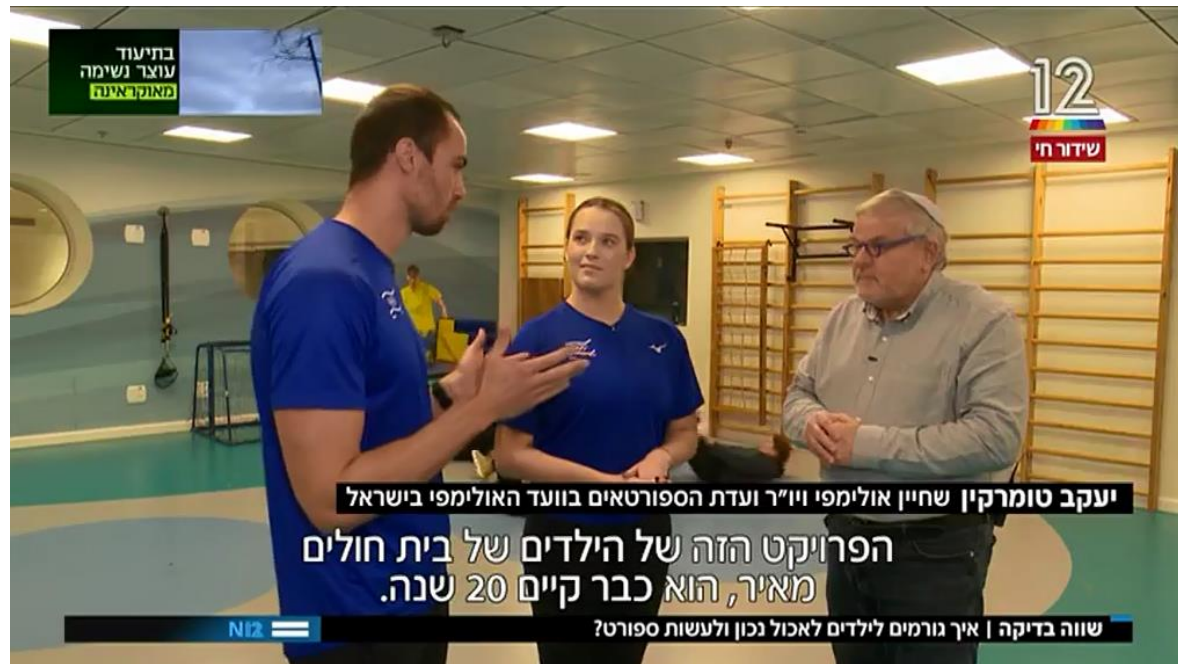 בתיעוד
עוצר נשימה
מאוקראינה
12
שידור חי
יעקב טומרקין שחיין אולימפי ויו״ר ועדת הספורטאים בוועד האולימפי בישראל
הפרויקט הזה של הילדים של בית חולים
מאיר, הוא כבר קיים 20 שנה.
שווה בדיקה | איך גורמים לילדים לאכול נכון ולעשות ספורט?
N12